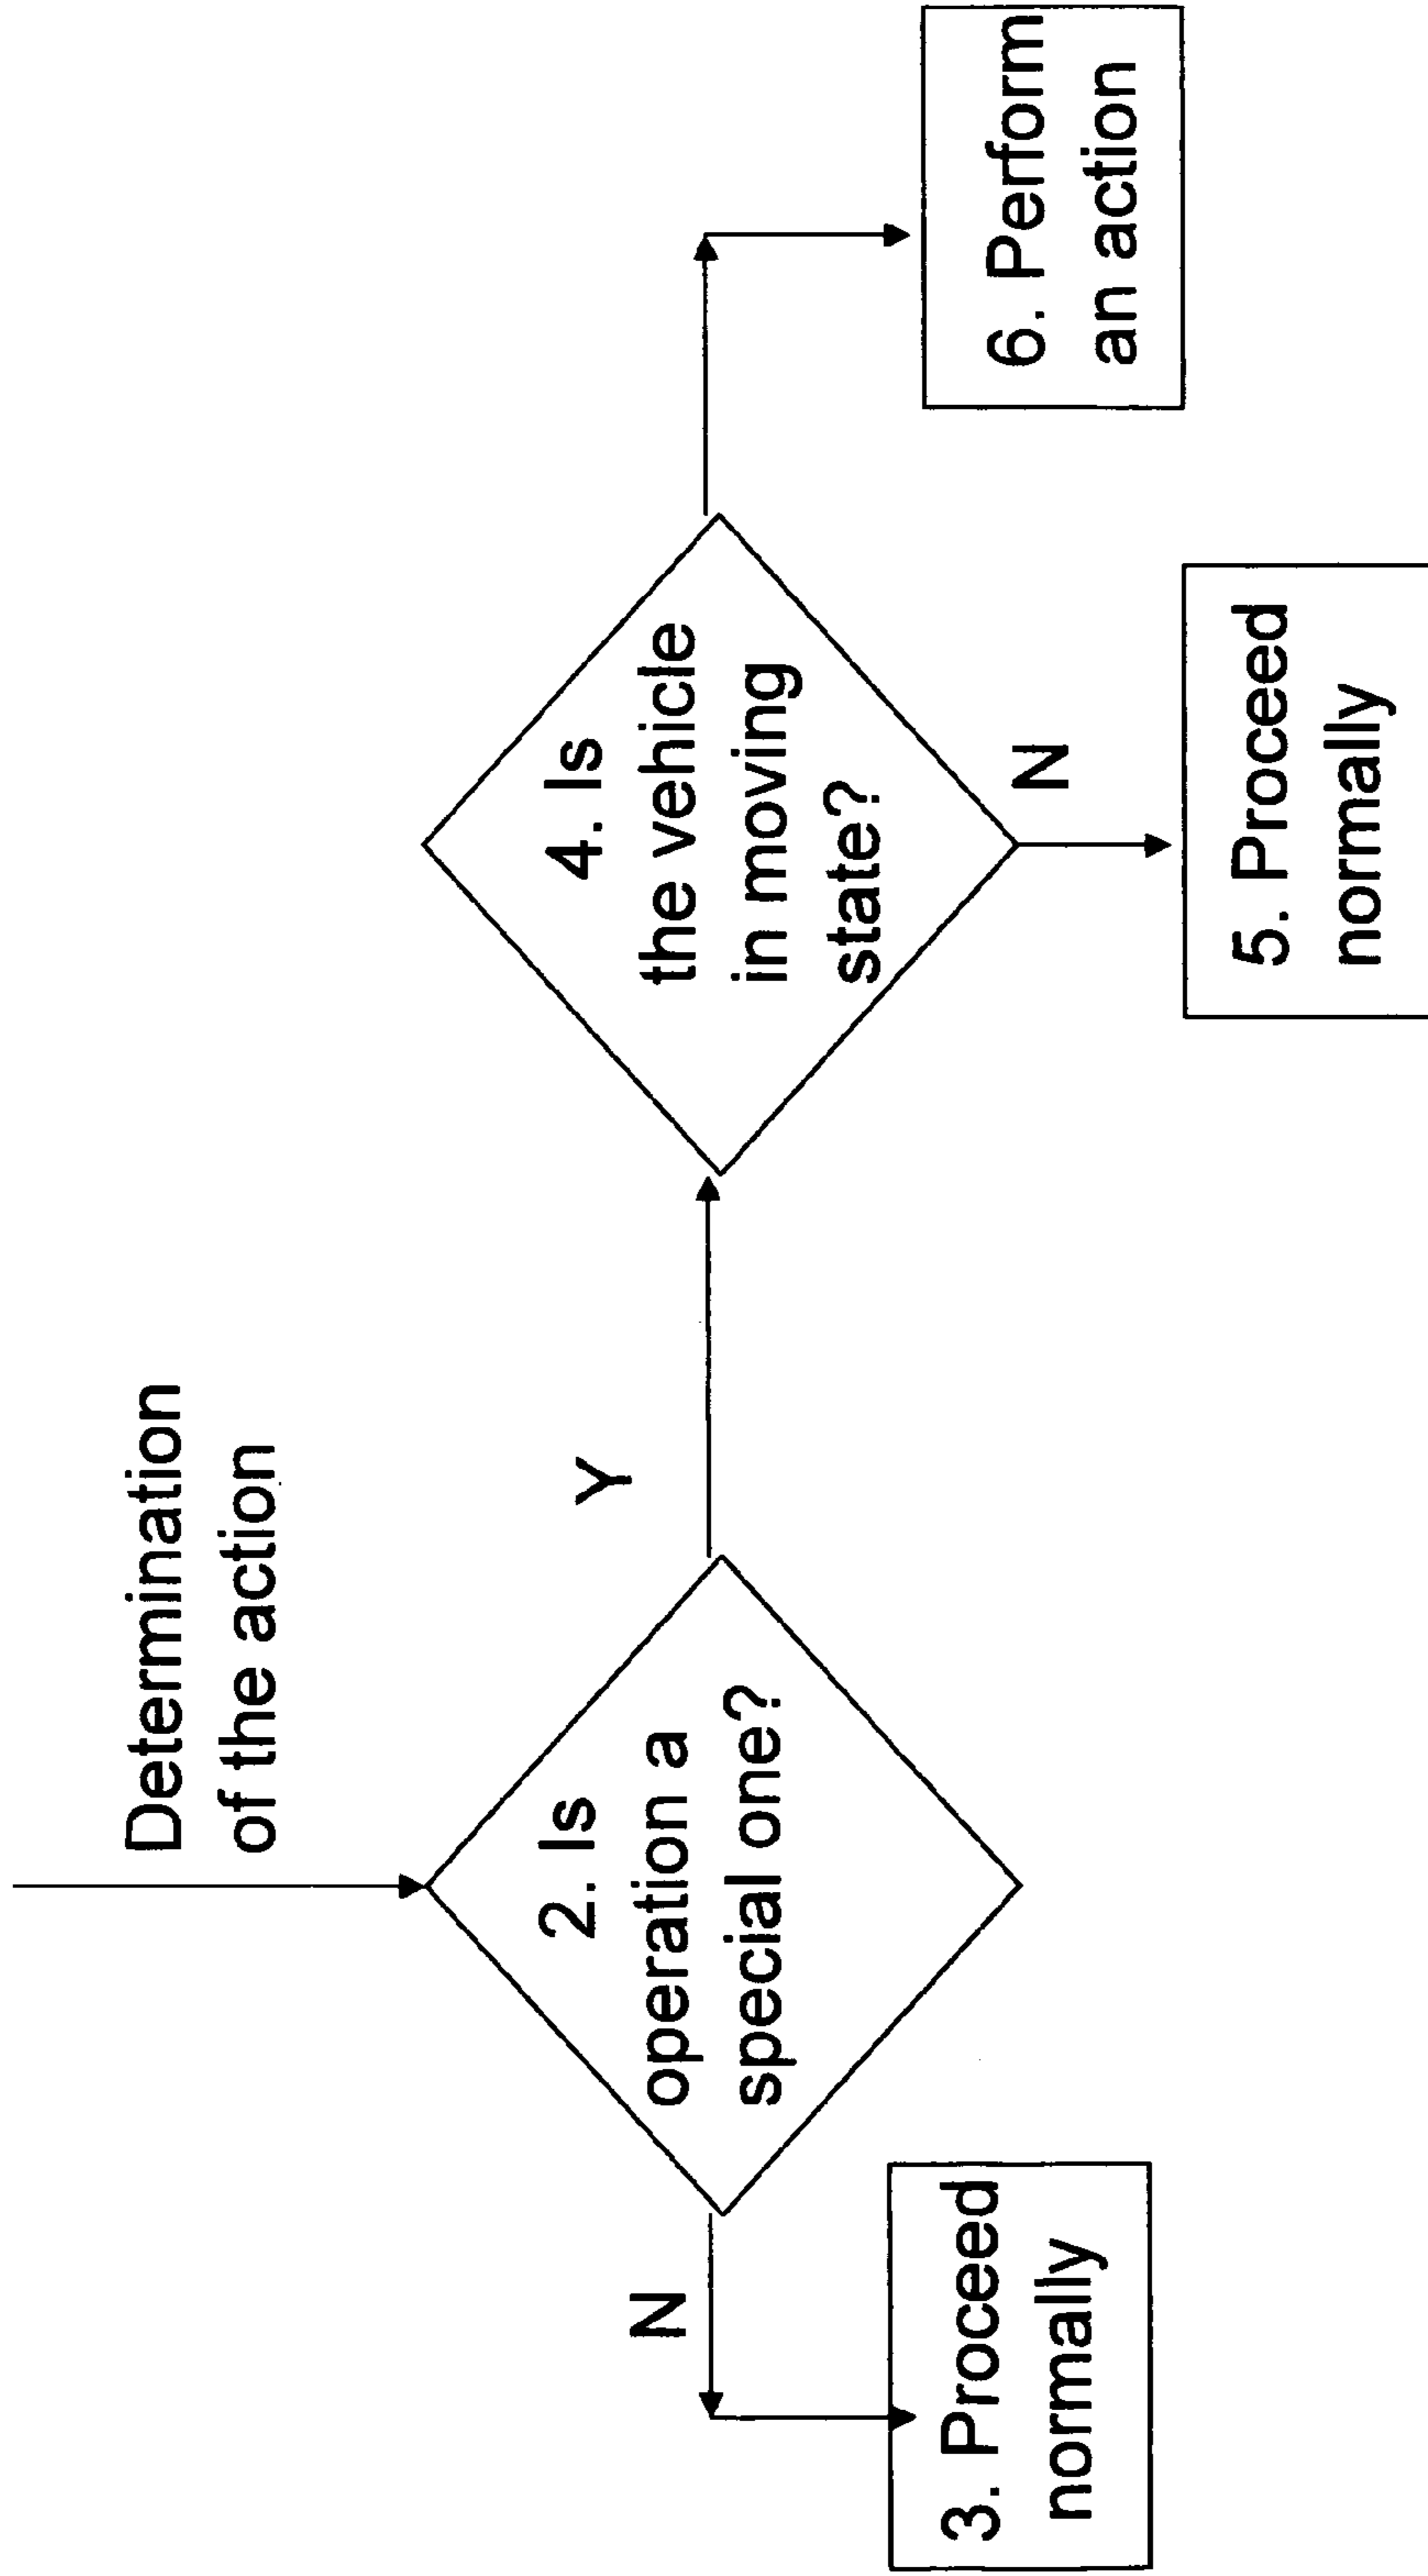 Determination
of the action
2. Is
operation a
special one?
N
3. Proceed
normally
Y
4. Is
the vehicle
in moving
state?
N
5. Proceed
normally
6. Perform
an action